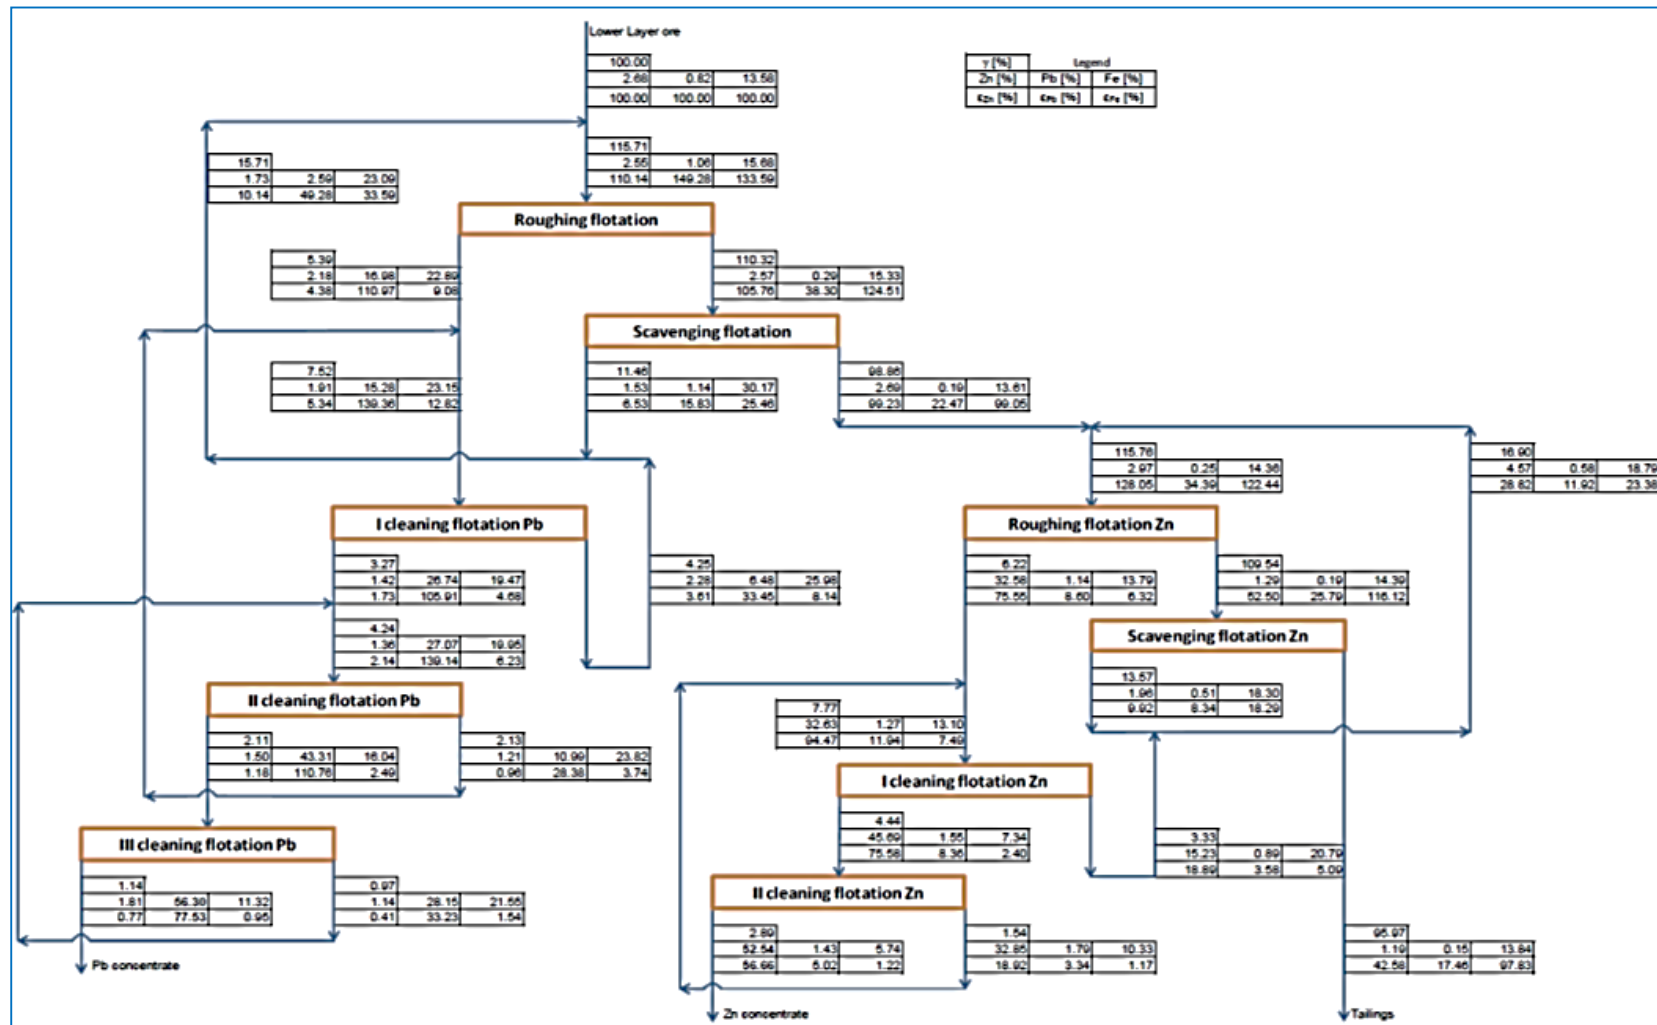 Lower Layer ore
100.00
2.68 0.82 13.58
100.00 100.00 100.00
γ [%] Legend
Zn [%] Pb [%] Fe [%]
εZn [%] εPb [%] εFe [%]
115.71
2.55 1.06 15.68
110.14 149.28 133.59
15.71
1.73 2.59 23.09
10.14 49.28 33.59
Roughing flotation
5.39
2.18 16.98 22.89
4.38 110.97 9.08
110.32
2.57 0.29 15.33
105.76 38.30 124.51
Scavenging flotation
7.52
1.91 15.28 23.15
5.34 139.36 12.82
11.46
1.53 1.14 30.17
6.53 15.83 25.46
98.86
2.69 0.19 13.61
99.23 22.47 99.05
115.76
2.97 0.25 14.36
128.05 34.39 122.44
16.90
4.57 0.58 18.79
28.82 11.92 23.38
I cleaning flotation Pb
Roughing flotation Zn
3.27
1.42 26.74 19.47
1.73 105.91 4.68
4.25
2.28 6.48 25.98
3.61 33.45 8.14
6.22
32.58 1.14 13.79
75.55 8.60 6.32
109.54
1.29 0.19 14.39
52.50 25.79 116.12
4.24
1.36 27.07 19.95
2.14 139.14 6.23
Scavenging flotation Zn
13.57
1.96 0.51 18.30
9.92 8.34 18.29
II cleaning flotation Pb
7.77
32.63 1.27 13.10
94.47 11.94 7.49
2.11
1.50 43.31 16.04
1.18 110.76 2.49
2.13
1.21 10.99 23.82
0.96 28.38 3.74
I cleaning flotation Zn
4.44
45.69 1.55 7.34
75.58 8.36 2.40
3.33
15.23 0.89 20.79
18.89 3.58 5.09
III cleaning flotation Pb
1.14
1.81 56.30 11.32
0.77 77.53 0.95
0.97
1.14 28.15 21.55
0.41 33.23 1.54
II cleaning flotation Zn
2.89
52.54 1.43 5.74
56.66 5.02 1.22
1.54
32.85 1.79 10.33
18.92 3.34 1.17
95.97
1.19 0.15 13.84
42.58 17.46 97.83
Pb concentrate
Zn concentrate
Tailings